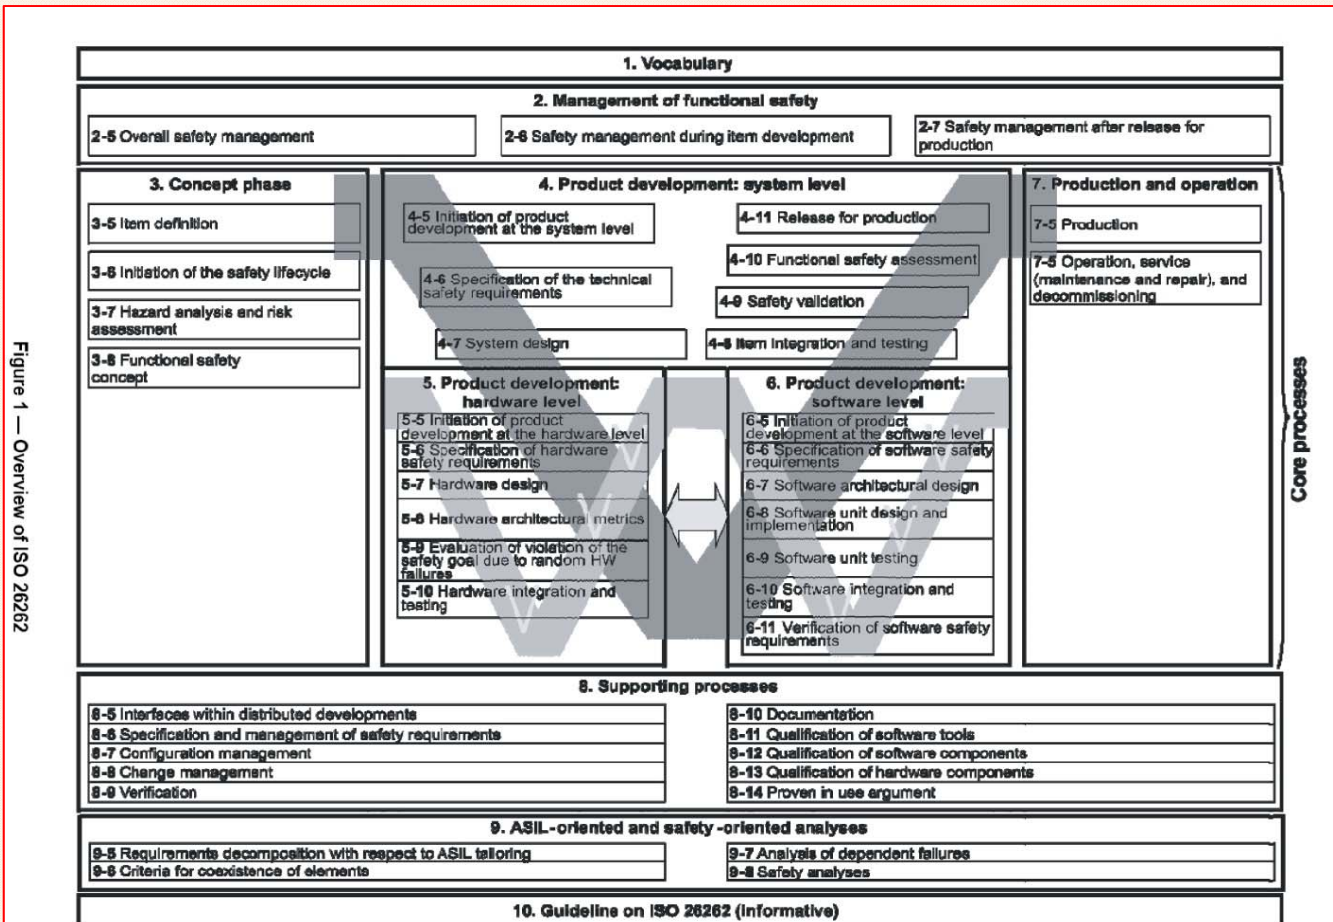 1. Vocabulary
2. Management of functional safety
2-5 Overall safety management
2-6 Safety management during item development
2-7 Safety management after release for
production
3. Concept phase
3-5 Item definition
3-6 Initiation of the safety lifecycle
3-7 Hazard analysis and risk
assessment
3-8 Functional safety
concept
4. Product development: system level
4-5 Initiation of product
development at the system level
4-6 Specification of the technical
safety requirements
4-7 System design
4-11 Release for production
4-10 Functional safety assessment
4-9 Safety validation
4-8 Item integration and testing
7. Production and operation
7-5 Production
7-5 Operation, service
(maintenance and repair), and
decommissioning
5. Product development:
hardware level
5-5 Initiation of product
development at the hardware level
5-6 Specification of hardware
safety requirements
5-7 Hardware design
5-8 Hardware architectural metrics
5-9 Evaluation of violation of the
safety goal due to random HW
failures
5-10 Hardware integration and
testing
6. Product development:
software level
6-5 Initiation of product
development at the software level
6-6 Specification of software safety
requirements
6-7 Software architectural design
6-8 Software unit design and
implementation
6-9 Software unit testing
6-10 Software integration and
testing
6-11 Verification of software safety
requirements
Core processes
8. Supporting processes
8-5 Interfaces within distributed developments
8-6 Specification and management of safety requirements
8-7 Configuration management
8-8 Change management
8-9 Verification
8-10 Documentation
8-11 Qualification of software tools
8-12 Qualification of software components
8-13 Qualification of hardware components
8-14 Proven in use argument
9. ASIL-oriented and safety -oriented analyses
9-5 Requirements decomposition with respect to ASIL tailoring
9-6 Criteria for coexistence of elements
9-7 Analysis of dependent failures
9-8 Safety analyses
10. Guideline on ISO 26262 (informative)
Figure 1 — Overview of ISO 26262